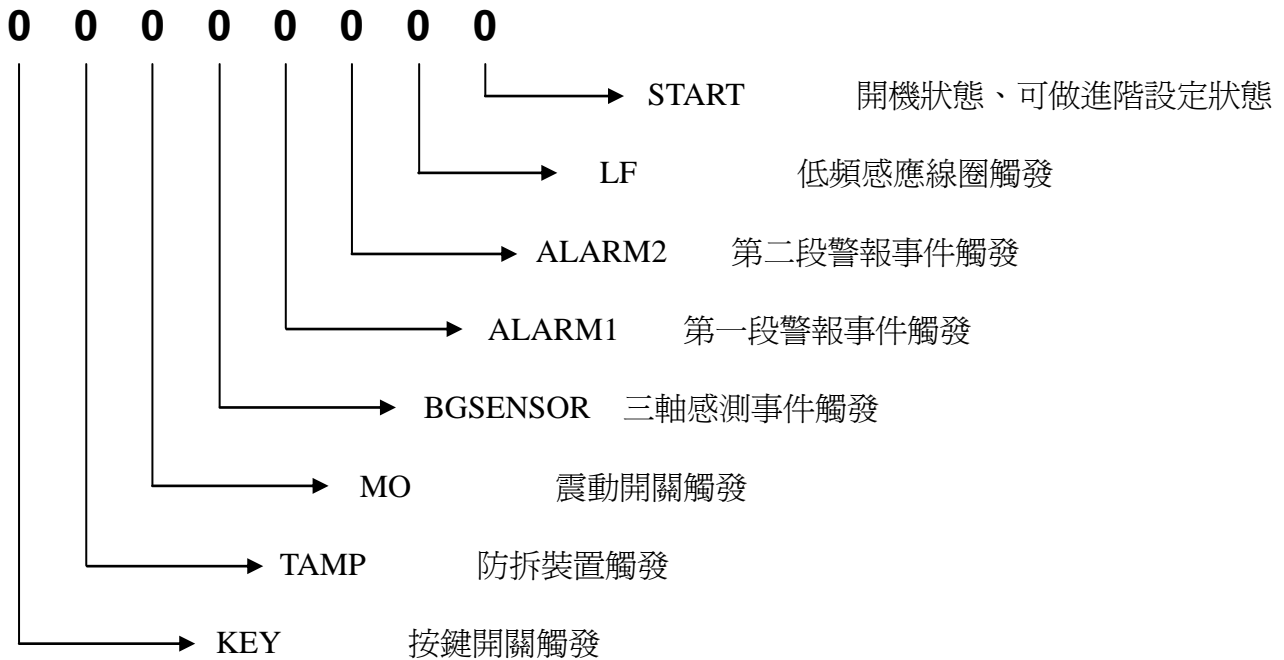 0 0 0 0 0 0 0 0
START 開機狀態、可做進階設定狀態
LF 低頻感應線圈觸發
ALARM2 第二段警報事件觸發
ALARM1 第一段警報事件觸發
BGSENSOR 三軸感測事件觸發
MO 震動開關觸發
TAMP 防拆裝置觸發
KEY 按鍵開關觸發